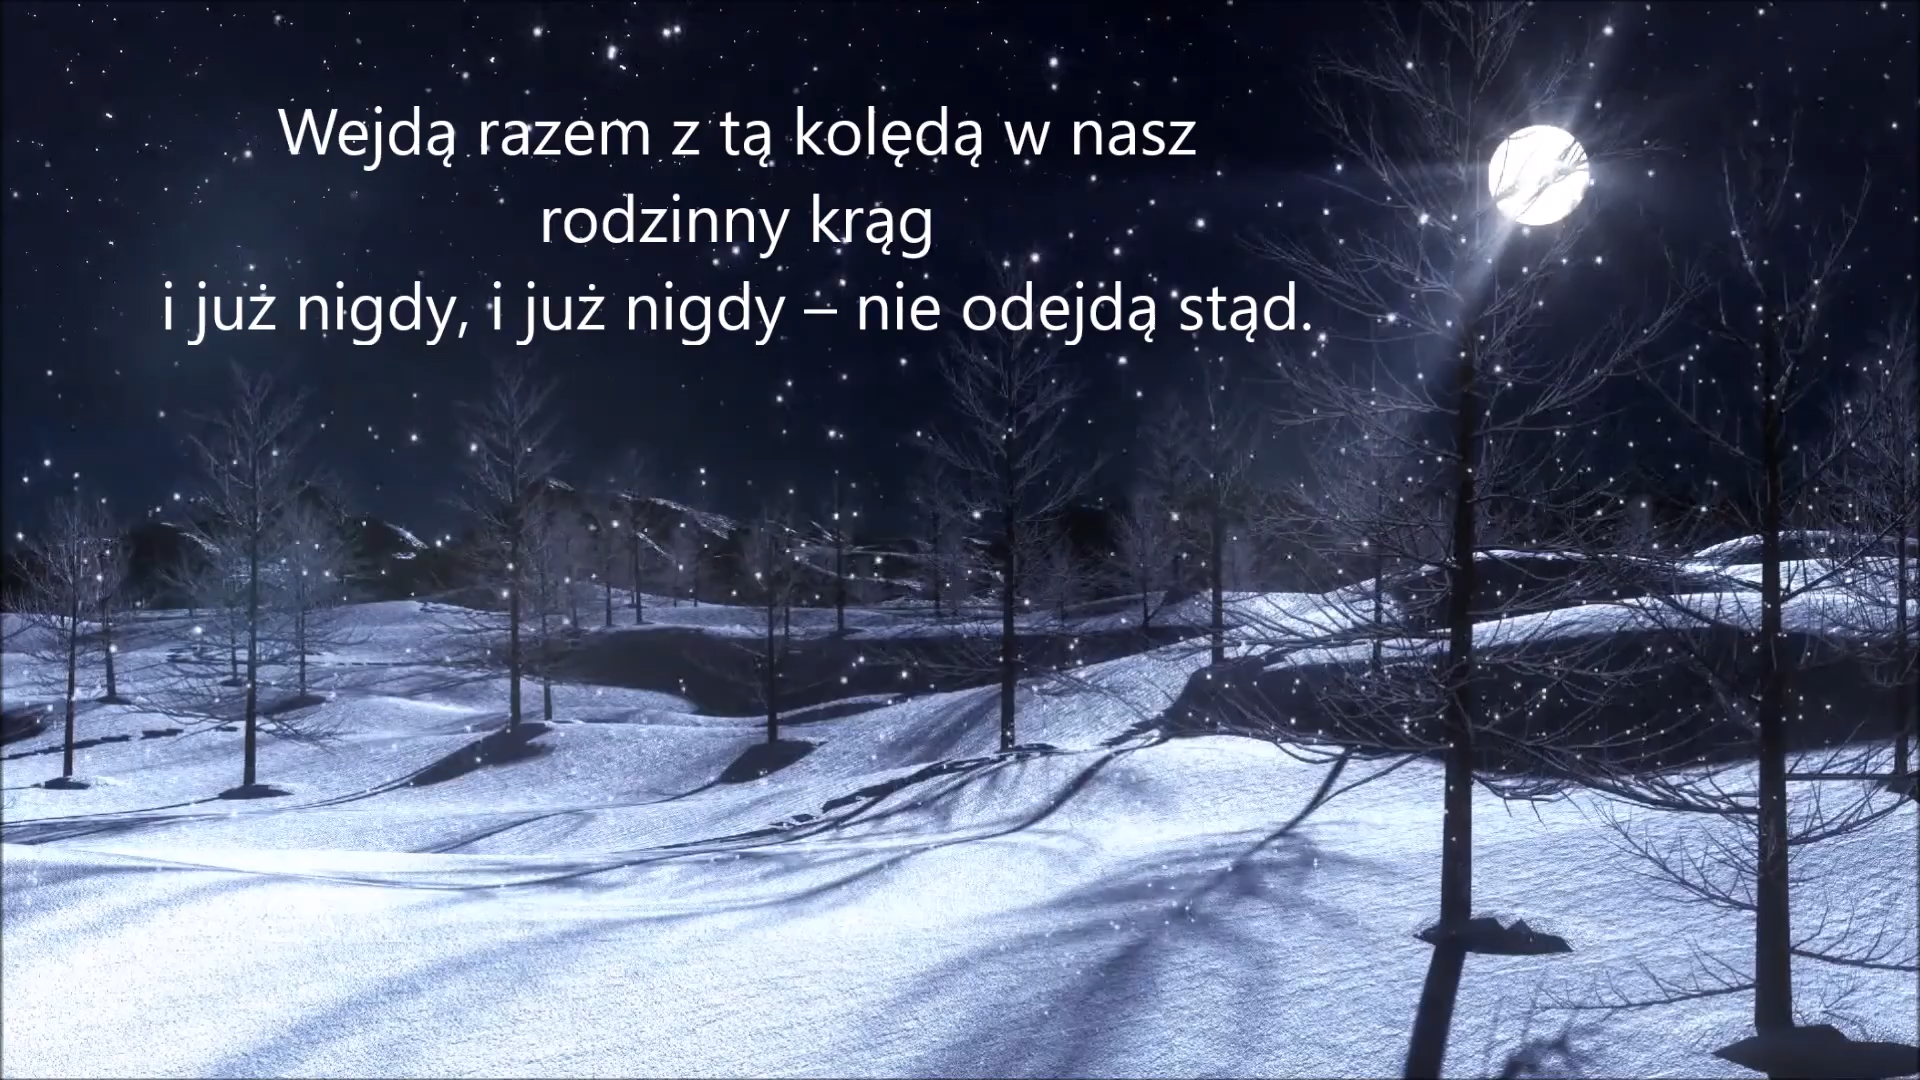 Wejdą razem z tą kolędą w nasz
rodzinny krąg
i już nigdy, i już nigdy – nie odejdą stąd.